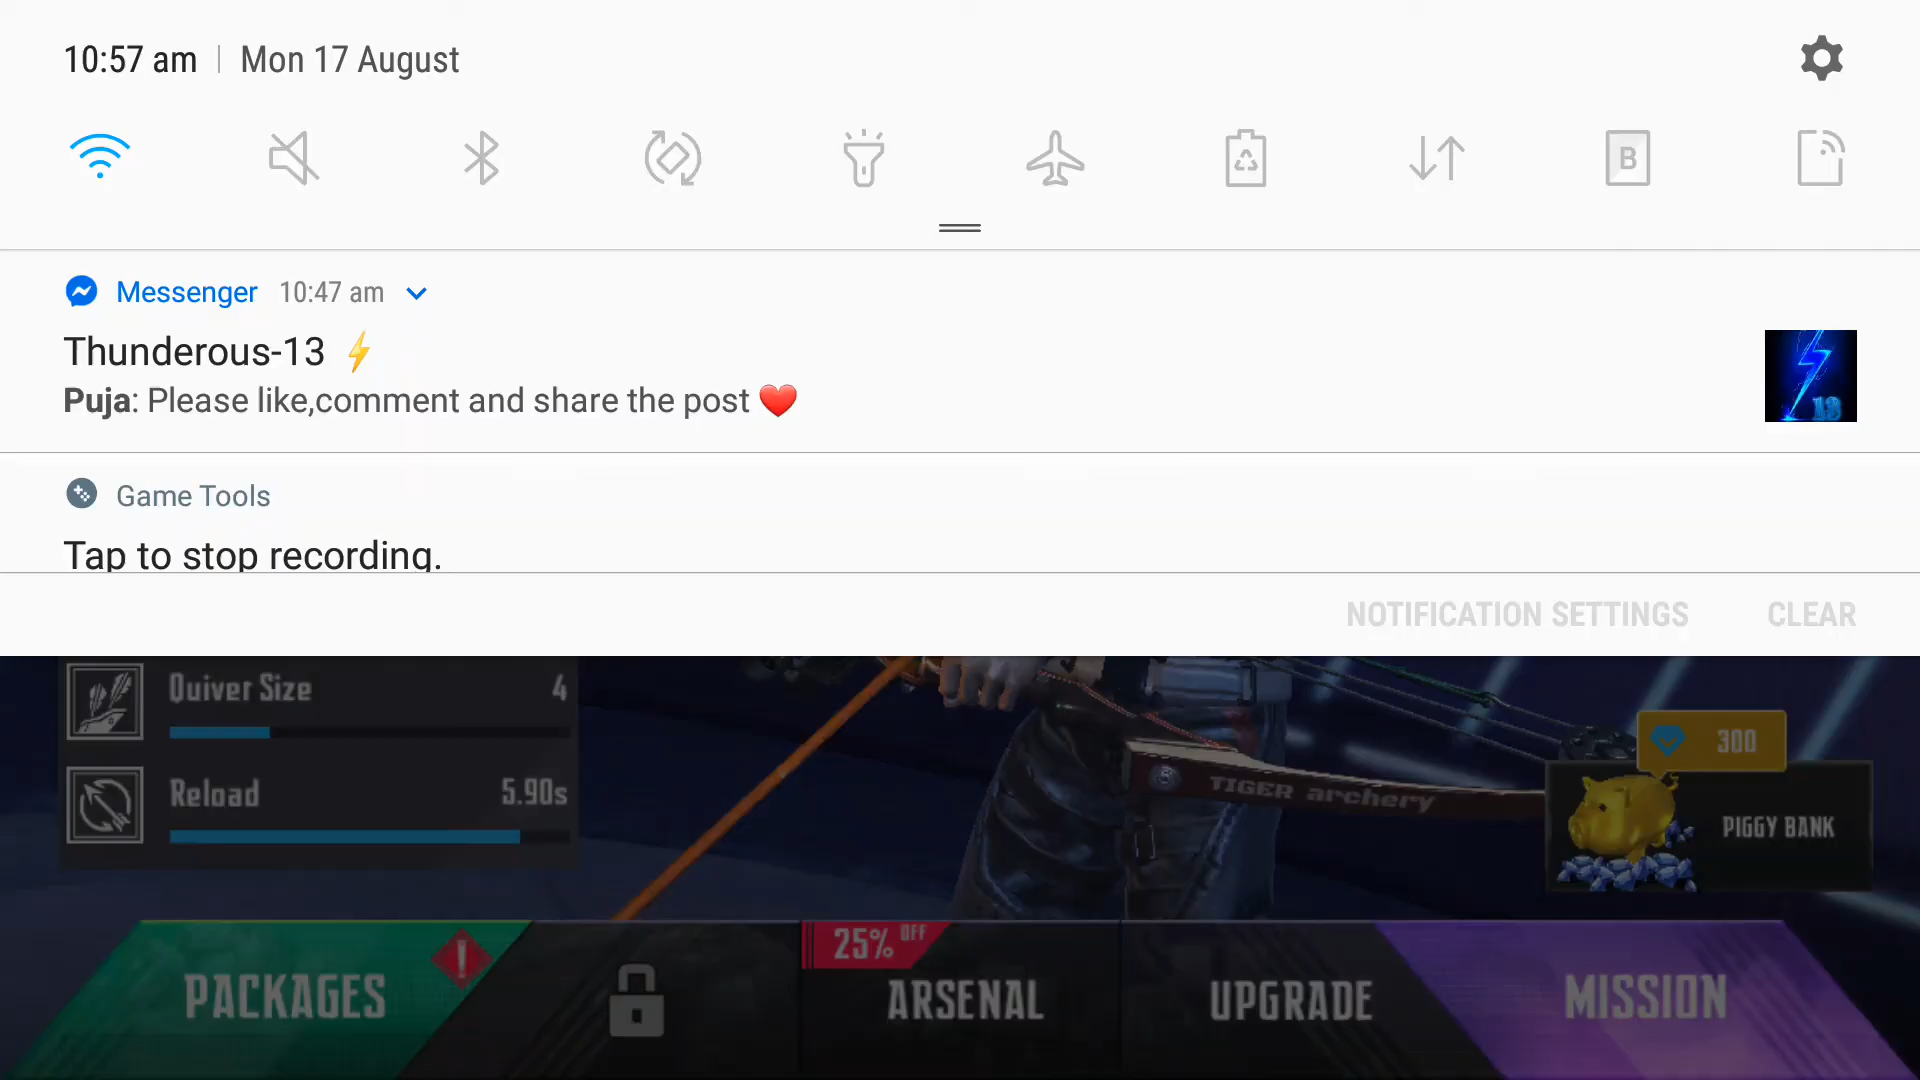 10:57 am | Mon 17 August
B
Messenger 10:47 am
Thunderous-13 ⚡
Puja: Please like,comment and share the post ❤️
13
Game Tools
Tap to stop recording.
NOTIFICATION SETTINGS CLEAR
Quiver Size 4
Reload 5.90s
TIGER archery
300
PIGGY BANK
25% OFF
PACKAGES
ARSENAL
UPGRADE
MISSION